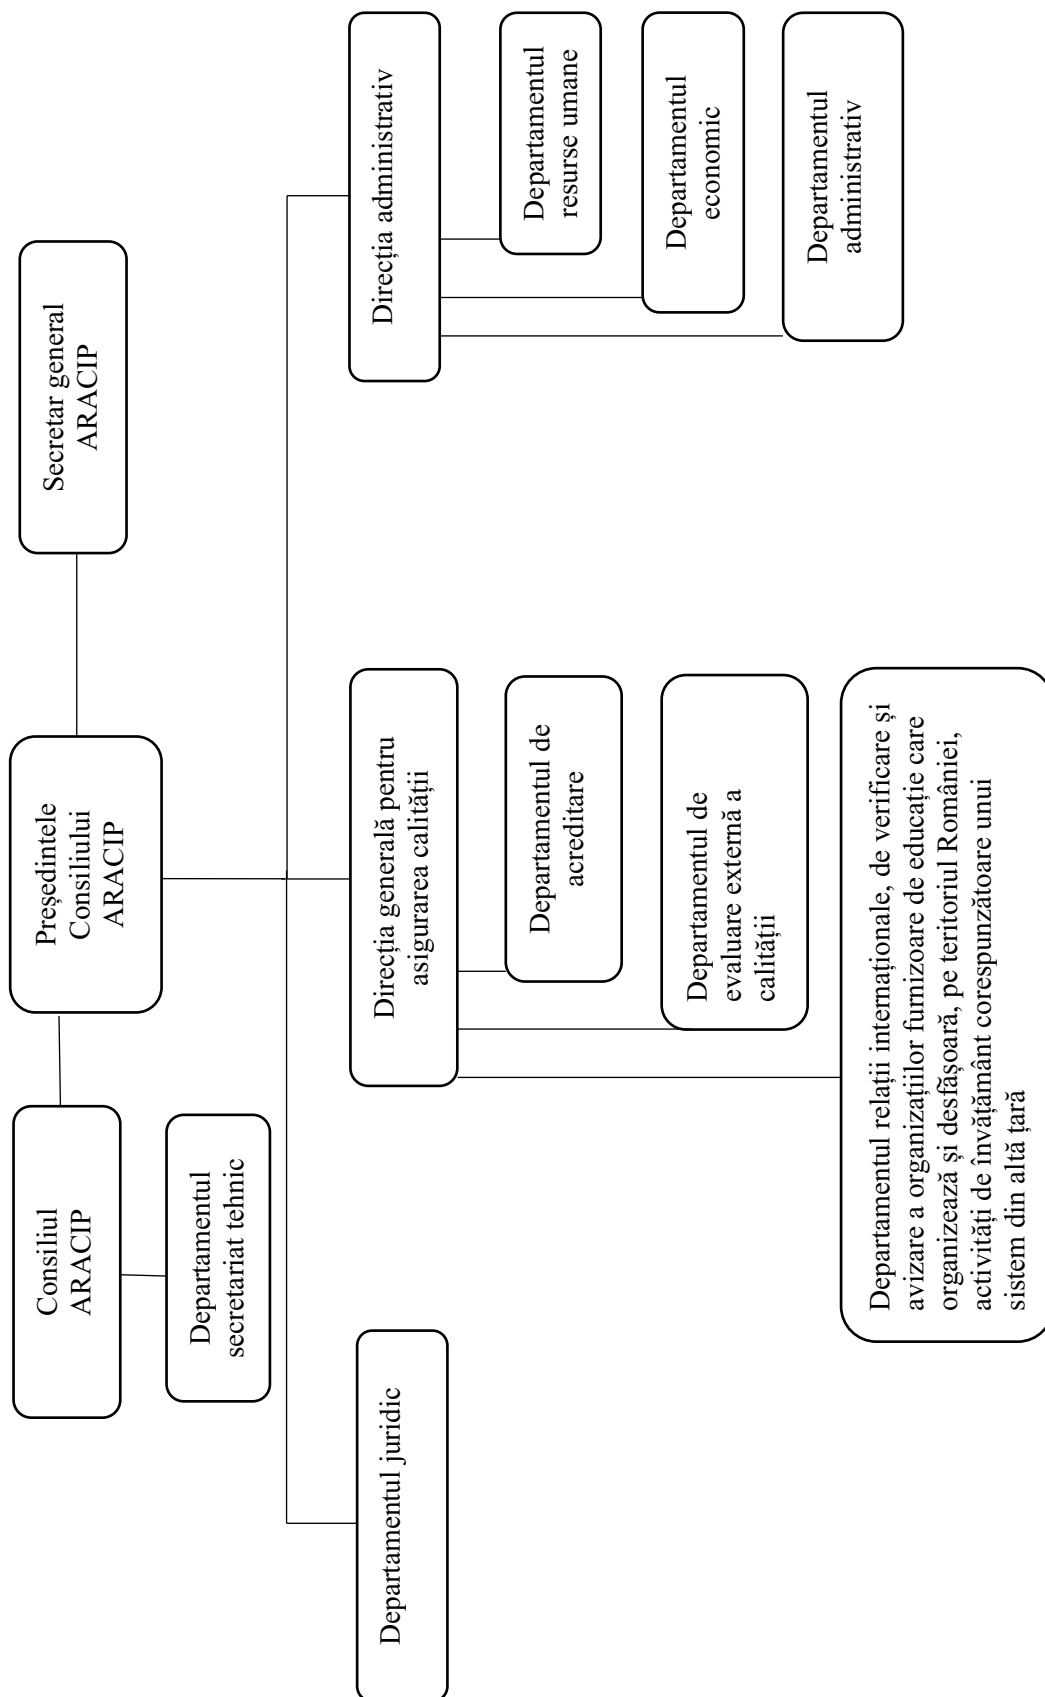 Consiliul
ARACIP
Președintele
Consiliului
ARACIP
Secretar general
ARACIP
Departamentul
secretariat tehnic
Departamentul juridic
Direcția generală pentru
asigurarea calității
Direcția administrativ
Departamentul de
acreditare
Departamentul
resurse umane
Departamentul de
evaluare externă a
calității
Departamentul
economic
Departamentul relații internaționale, de verificare și
avizare a organizațiilor furnizoare de educație care
organizează și desfășoară, pe teritoriul României,
activități de învățământ corespunzătoare unui
sistem din altă țară
Departamentul
administrativ